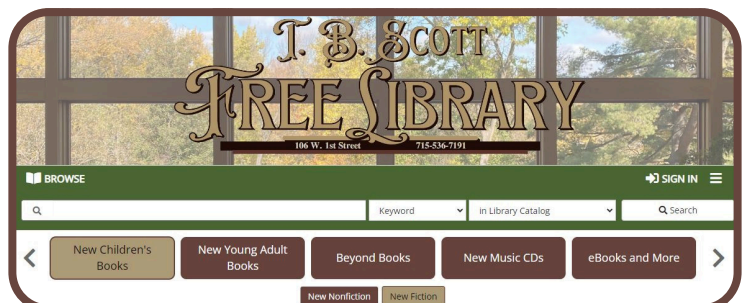 T. B. SCOTT
FREE LIBRARY
106 W. 1st Street 715-536-7191
BROWSE SIGN IN
Keyword in Library Catalog Search
New Children's Books New Young Adult Books Beyond Books New Music CDs eBooks and More
New Nonfiction New Fiction